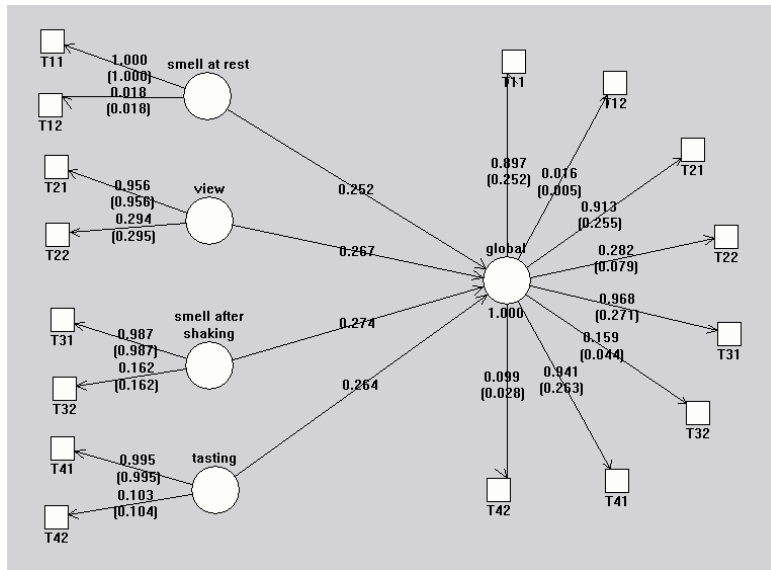 T11
1.000
(1.000)
0.018
(0.018)
T12
smell at rest
T21
0.956
(0.956)
0.294
(0.295)
T22
view
T31
0.987
(0.987)
0.162
(0.162)
T32
smell after
shaking
T41
0.995
(0.995)
0.103
(0.104)
T42
tasting
0.252
0.267
0.274
0.264
global
1.000
T11
0.897
(0.252)
T12
0.016
(0.005)
T21
0.913
(0.255)
T22
0.282
(0.079)
T31
0.968
(0.271)
T32
0.159
(0.044)
T41
0.941
(0.263)
T42
0.099
(0.028)